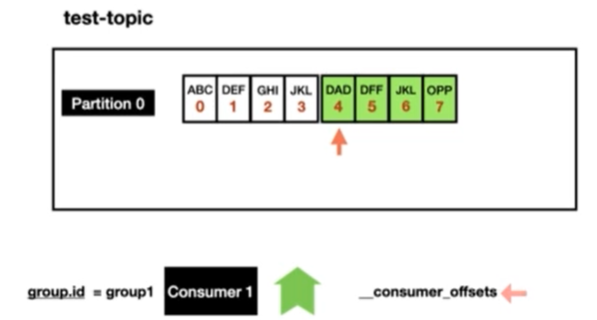 test-topic
Partition 0
ABC DEF GHI JKL DAD DFF JKL OPP
0 1 2 3 4 5 6 7
group.id = group1 Consumer 1 __consumer_offsets